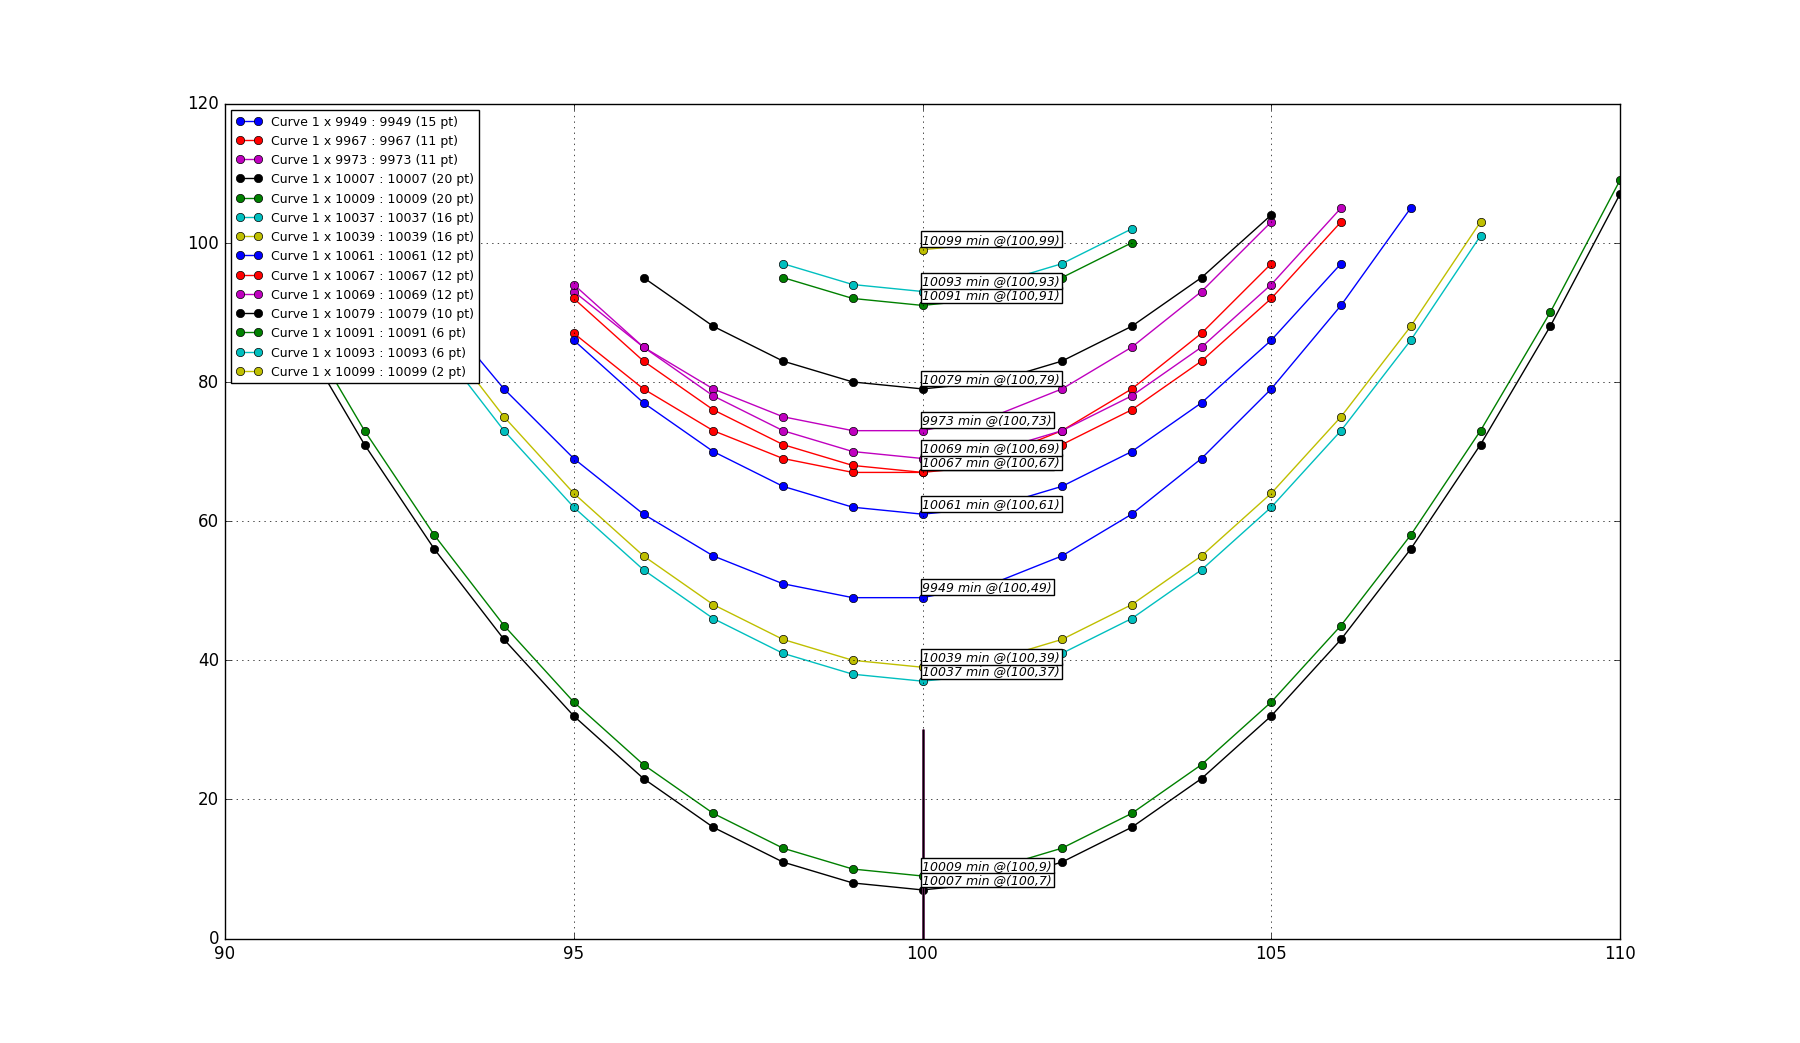 120
100
80
60
40
20
0
90
95
100
105
110
Curve 1 x 9949 : 9949 (15 pt)
Curve 1 x 9967 : 9967 (11 pt)
Curve 1 x 9973 : 9973 (11 pt)
Curve 1 x 10007 : 10007 (20 pt)
Curve 1 x 10009 : 10009 (20 pt)
Curve 1 x 10037 : 10037 (16 pt)
Curve 1 x 10039 : 10039 (16 pt)
Curve 1 x 10061 : 10061 (12 pt)
Curve 1 x 10067 : 10067 (12 pt)
Curve 1 x 10069 : 10069 (12 pt)
Curve 1 x 10079 : 10079 (10 pt)
Curve 1 x 10091 : 10091 (6 pt)
Curve 1 x 10093 : 10093 (6 pt)
Curve 1 x 10099 : 10099 (2 pt)
10099 min @(100,99)
10093 min @(100,93)
10091 min @(100,91)
10079 min @(100,79)
9973 min @(100,73)
10069 min @(100,69)
10067 min @(100,67)
10061 min @(100,61)
9949 min @(100,49)
10039 min @(100,39)
10037 min @(100,37)
10009 min @(100,9)
10007 min @(100,7)